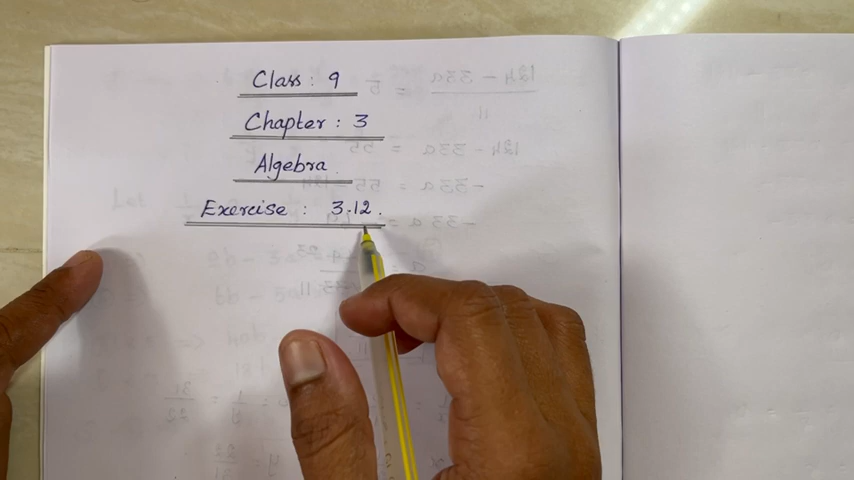 Class : 9
Chapter : 3
Algebra
Exercise : 3.12.